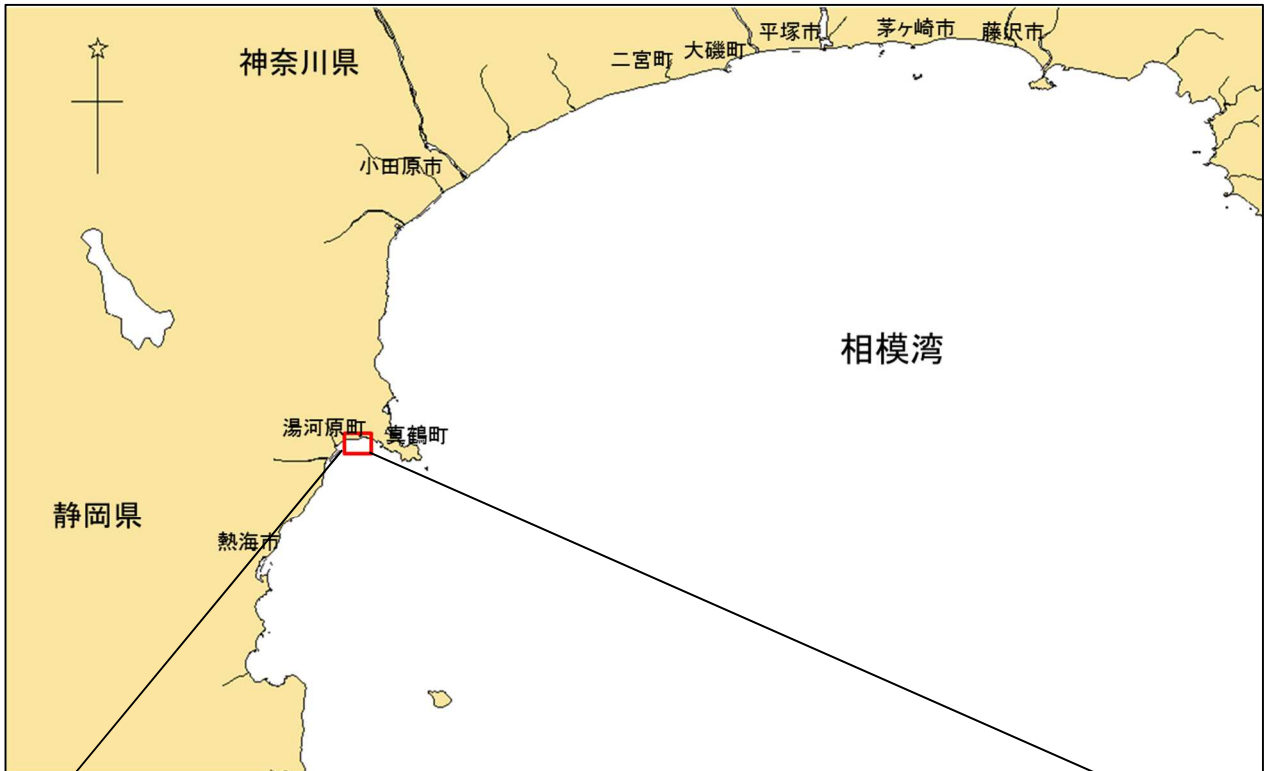 神奈川県
二宮町
大磯町
平塚市
茅ヶ崎市
藤沢市
小田原市
相模湾
湯河原町
真鶴町
静岡県
熱海市